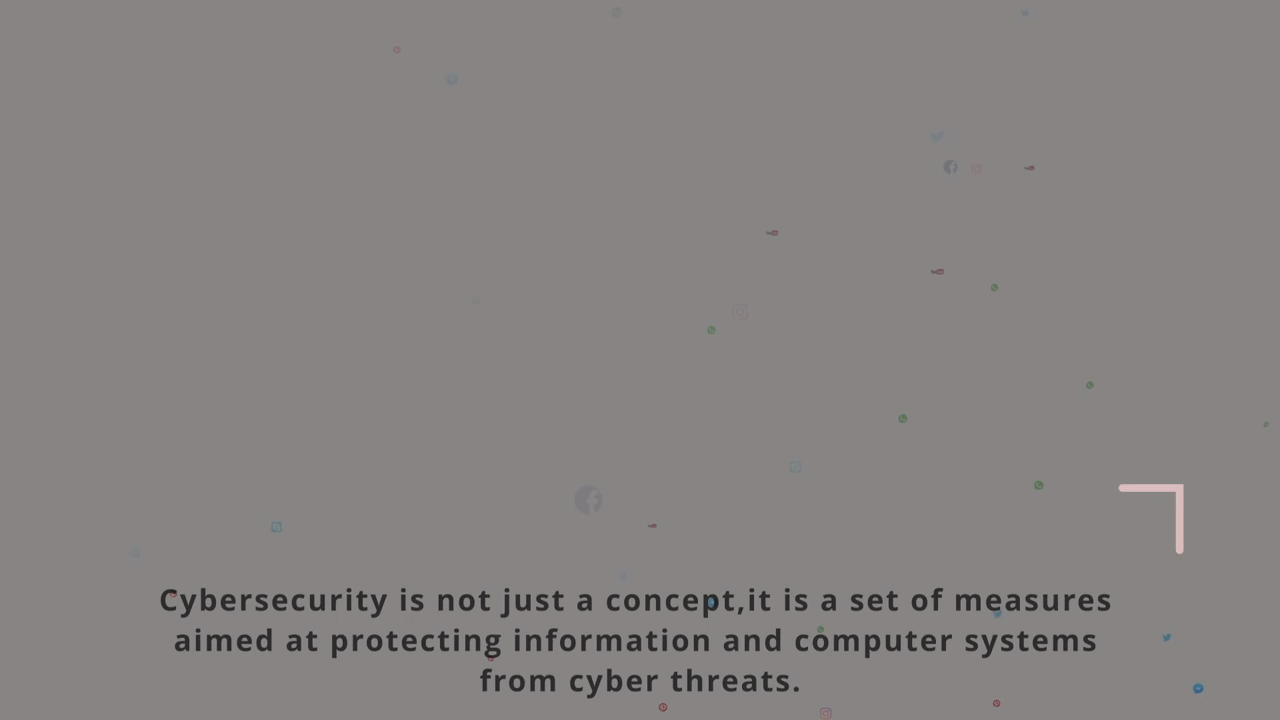 Cybersecurity is not just a concept,it is a set of measures
aimed at protecting information and computer systems
from cyber threats.